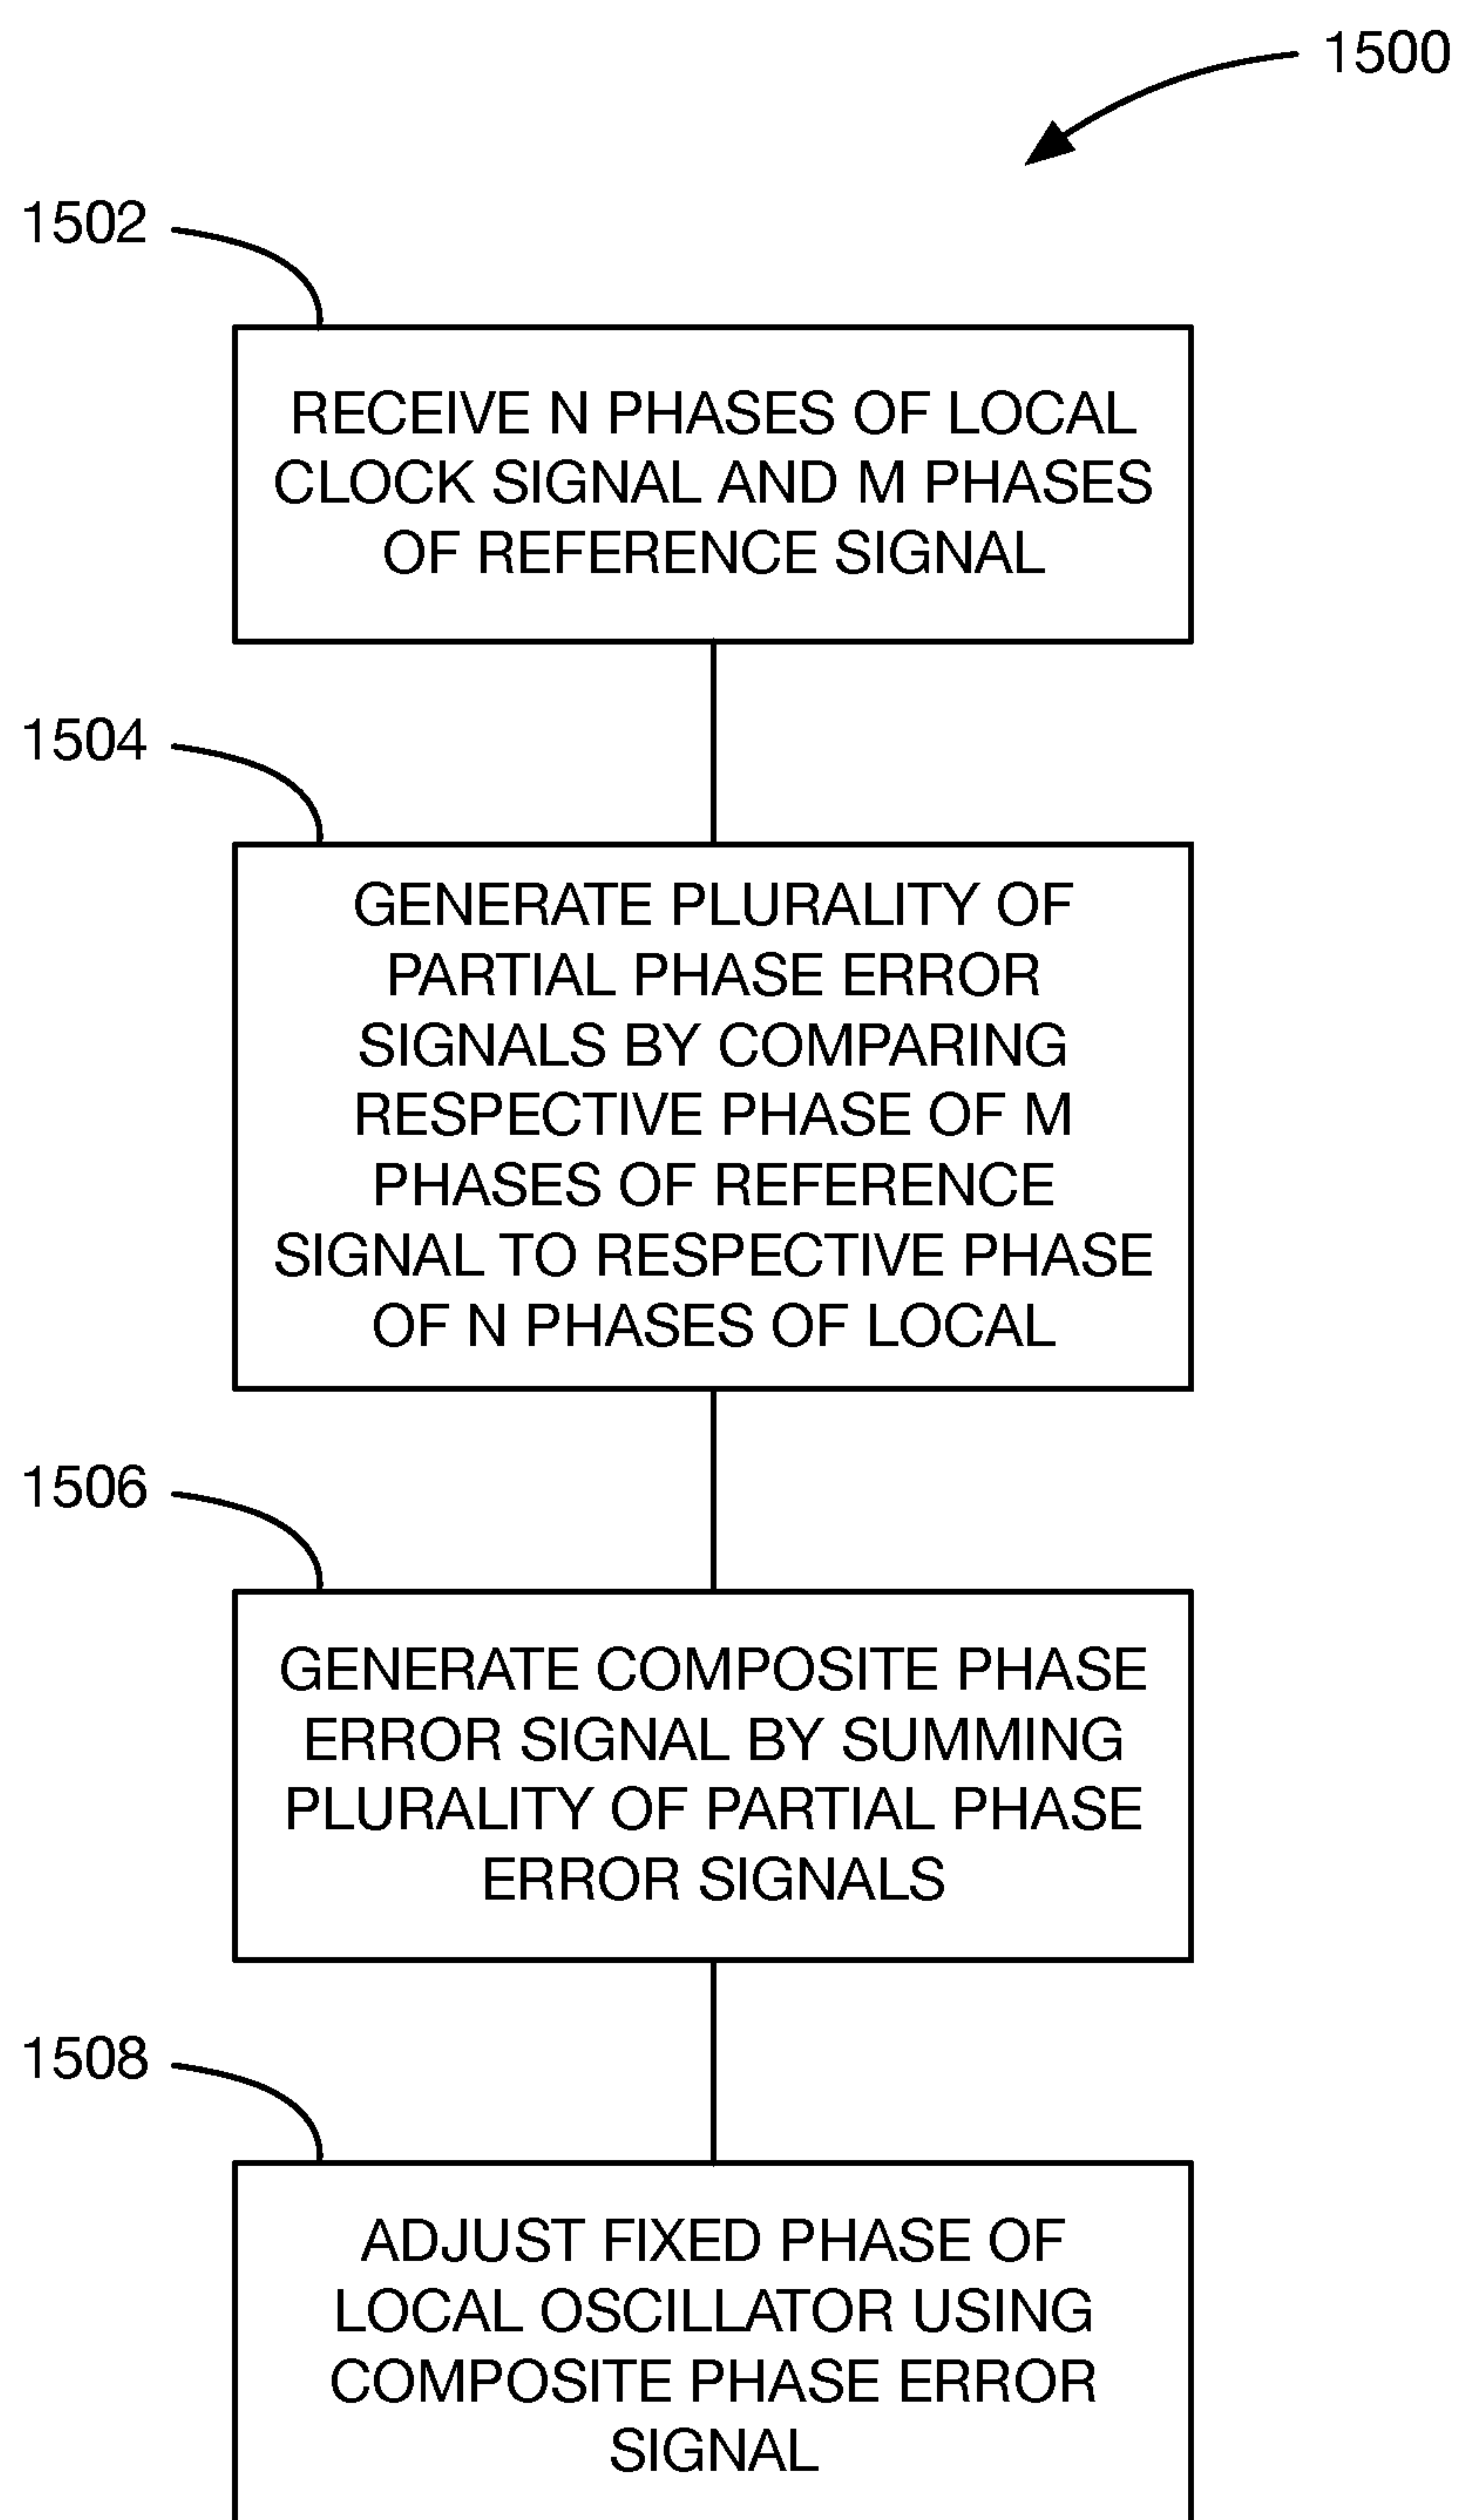 1500
1502
RECEIVE N PHASES OF LOCAL
CLOCK SIGNAL AND M PHASES
OF REFERENCE SIGNAL
1504
GENERATE PLURALITY OF
PARTIAL PHASE ERROR
SIGNALS BY COMPARING
RESPECTIVE PHASE OF M
PHASES OF REFERENCE
SIGNAL TO RESPECTIVE PHASE
OF N PHASES OF LOCAL
1506
GENERATE COMPOSITE PHASE
ERROR SIGNAL BY SUMMING
PLURALITY OF PARTIAL PHASE
ERROR SIGNALS
1508
ADJUST FIXED PHASE OF
LOCAL OSCILLATOR USING
COMPOSITE PHASE ERROR
SIGNAL